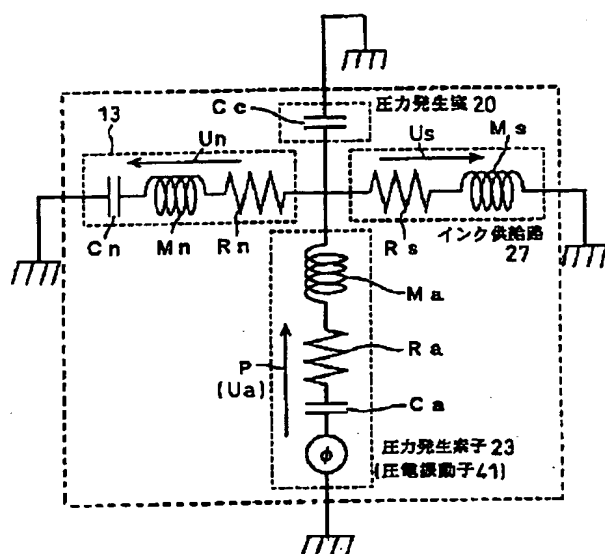 圧力発生室 20
Cc
13
Un
Us
Ms
Cn
Mn
Rn
Rs
インク供給路
27
Ma
Ra
P
(Ua)
Ca
φ
圧力発生素子 23
(圧電振動子 41)